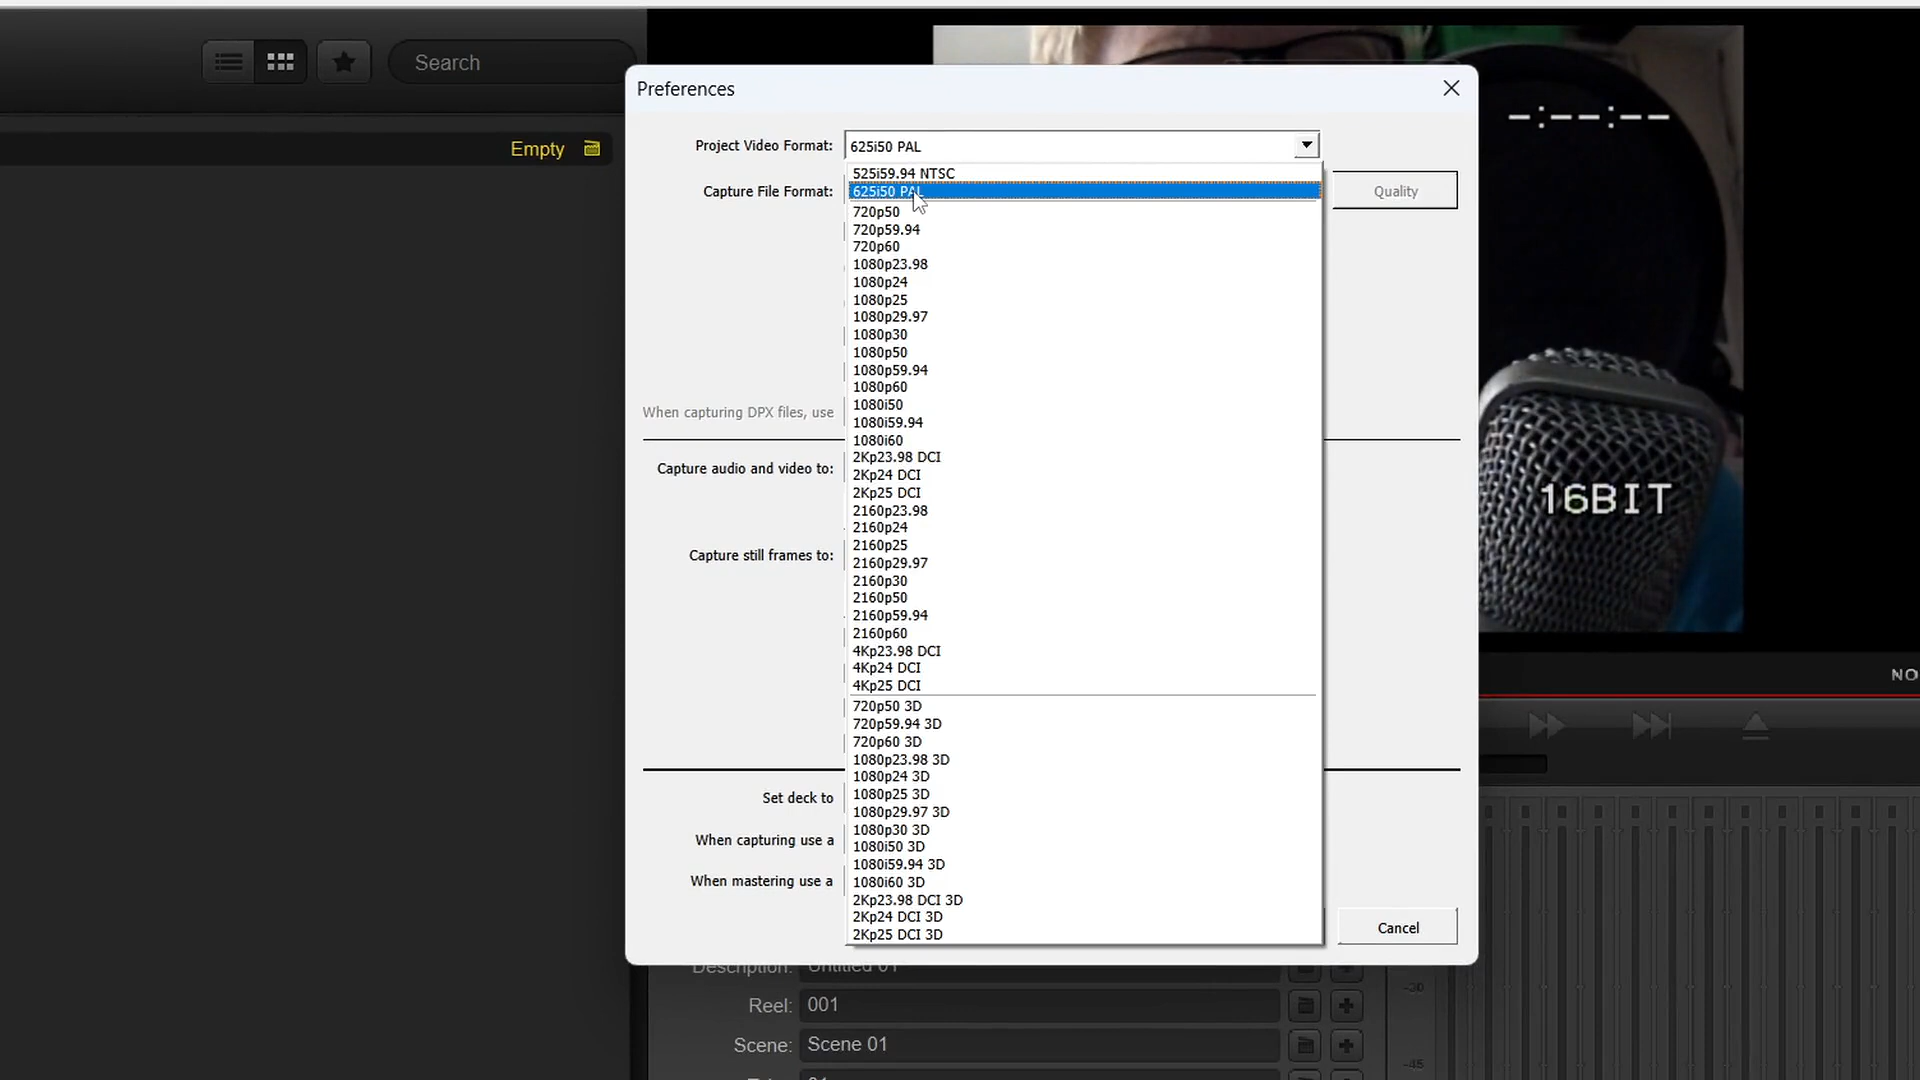 Search
Empty
Preferences
Project Video Format:
625i50 PAL
Capture File Format:
Quality
525i59.94 NTSC
625i50 PAL
720p50
720p59.94
720p60
1080p23.98
1080p24
1080p25
1080p29.97
1080p30
1080p50
1080p59.94
1080p60
1080i50
1080i59.94
1080i60
2Kp23.98 DCI
2Kp24 DCI
2Kp25 DCI
2160p23.98
2160p24
2160p25
2160p29.97
2160p30
2160p50
2160p59.94
2160p60
4Kp23.98 DCI
4Kp24 DCI
4Kp25 DCI
720p50 3D
720p59.94 3D
720p60 3D
1080p23.98 3D
1080p24 3D
1080p25 3D
1080p29.97 3D
1080p30 3D
1080i50 3D
1080i59.94 3D
1080i60 3D
2Kp23.98 DCI 3D
2Kp24 DCI 3D
2Kp25 DCI 3D
When capturing DPX files, use
Capture audio and video to:
Capture still frames to:
Set deck to
When capturing use a
When mastering use a
Cancel
-:--:--
16BIT
NO
Description: Untitled 01
Reel: 001
Scene: Scene 01
-30
-45